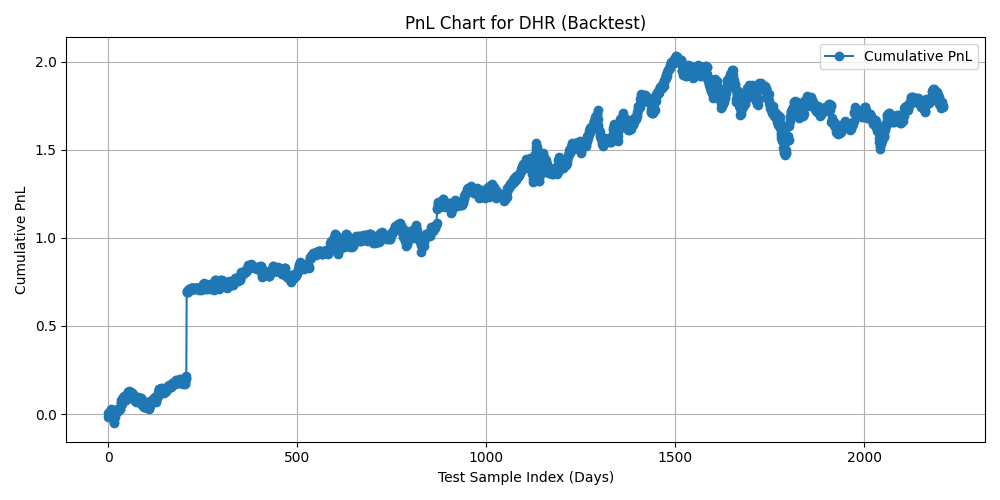 PnL Chart for DHR (Backtest)
Cumulative PnL
2.0
1.5
1.0
0.5
0.0
Cumulative PnL
0 500 1000 1500 2000
Test Sample Index (Days)